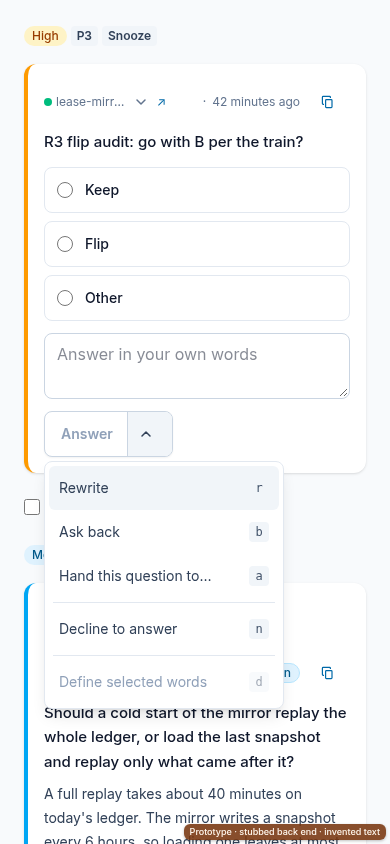 High P3 Snooze
lease-mirr... · 42 minutes ago
R3 flip audit: go with B per the train?
Keep
Flip
Other
Answer in your own words
Answer
Rewrite r
Ask back b
Hand this question to... a
Decline to answer n
Define selected words d
Should a cold start of the mirror replay the
whole ledger, or load the last snapshot
and replay only what came after it?
A full replay takes about 40 minutes on
today's ledger. The mirror writes a snapshot
every 6 hours, so loading one leaves at most
Prototype · stubbed back end · invented text